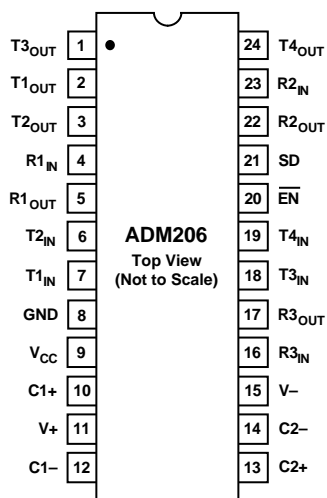 T3OUT 1 24 T4OUT
T1OUT 2 23 R2IN
T2OUT 3 22 R2OUT
R1IN 4 21 SD
R1OUT 5 20 E̅N̅
T2IN 6 ADM206 19 T4IN
Top View
T1IN 7 (Not to Scale) 18 T3IN
GND 8 17 R3OUT
VCC 9 16 R3IN
C1+ 10 15 V–
V+ 11 14 C2–
C1– 12 13 C2+